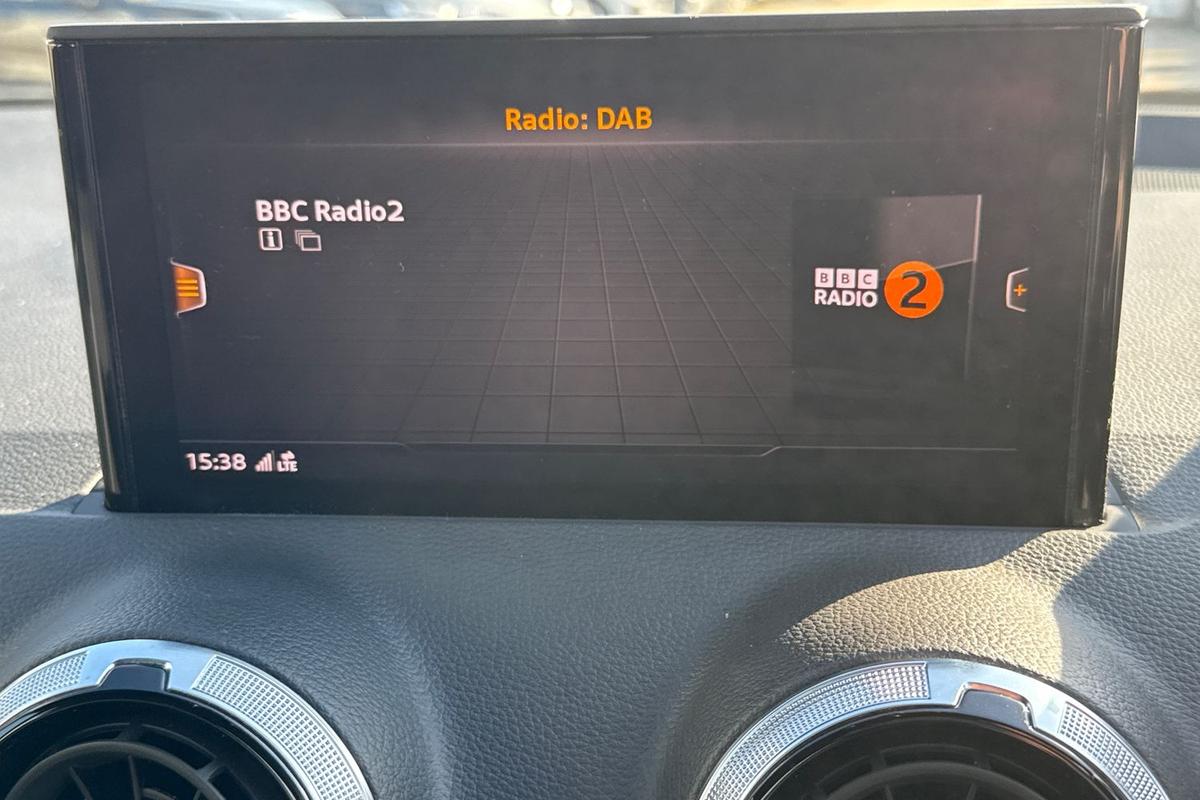 Radio: DAB
BBC Radio2
BBC
RADIO 2
15:38 LTE